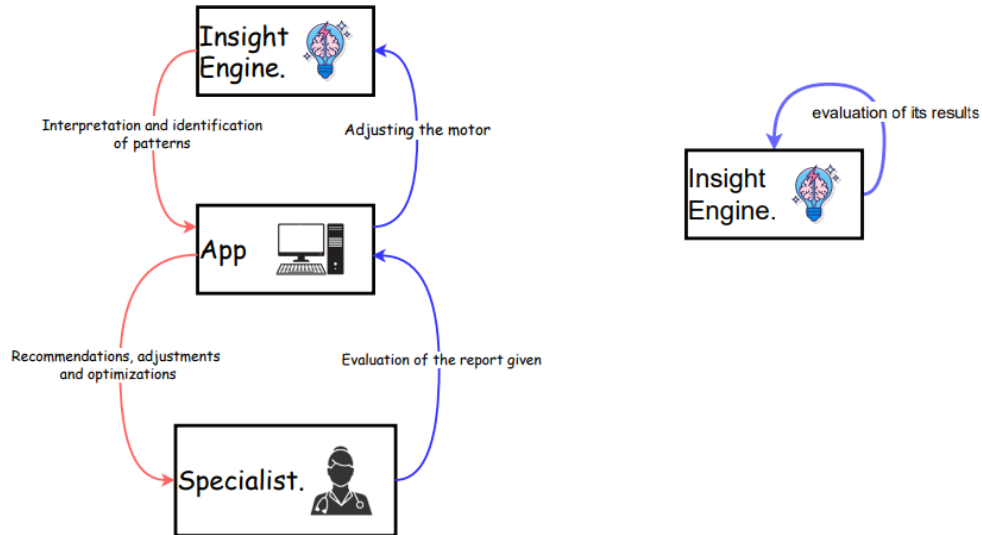 Insight
Engine.
Interpretation and identification
of patterns
Adjusting the motor
App
Recommendations, adjustments
and optimizations
Evaluation of the report given
Specialist.
evaluation of its results
Insight
Engine.